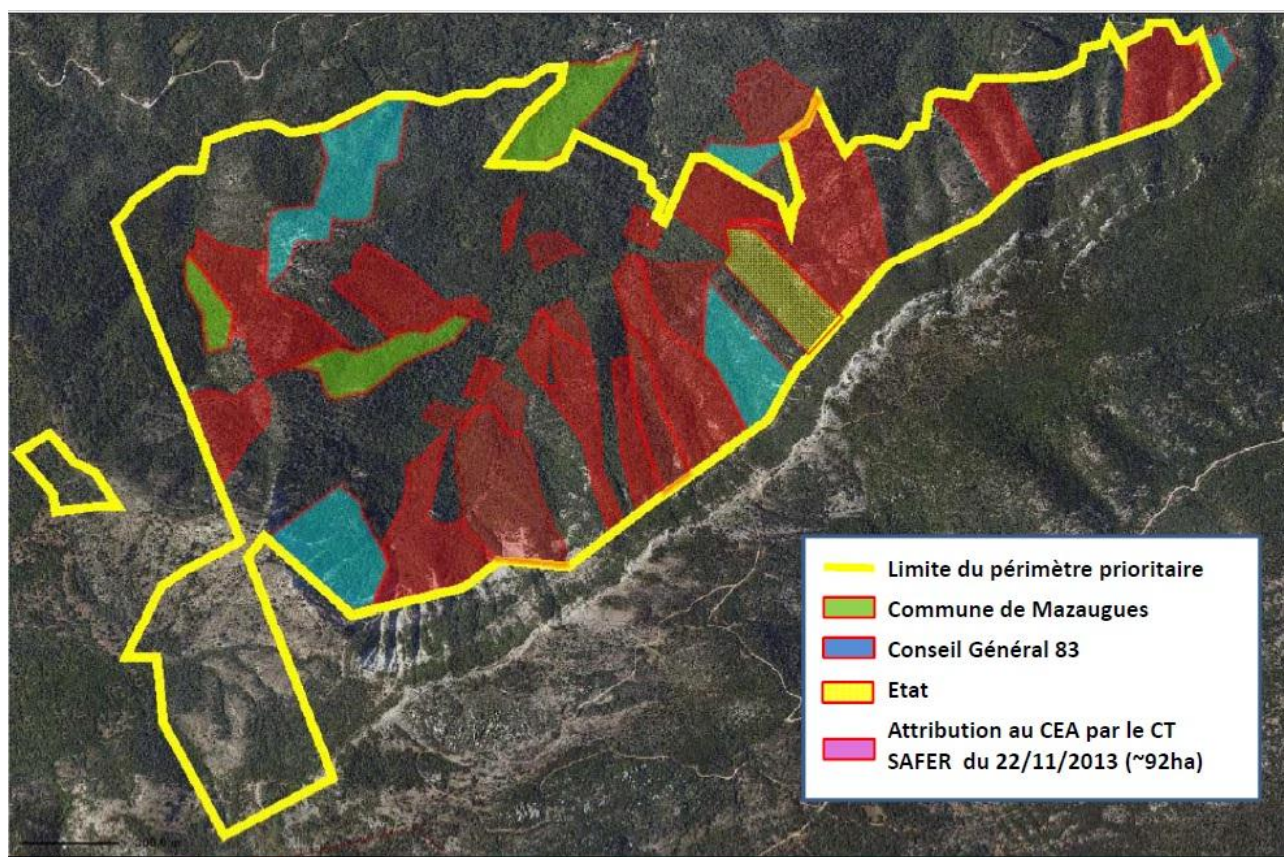 Limite du périmètre prioritaire
Commune de Mazaugues
Conseil Général 83
Etat
Attribution au CEA par le CT
SAFER du 22/11/2013 (~92ha)